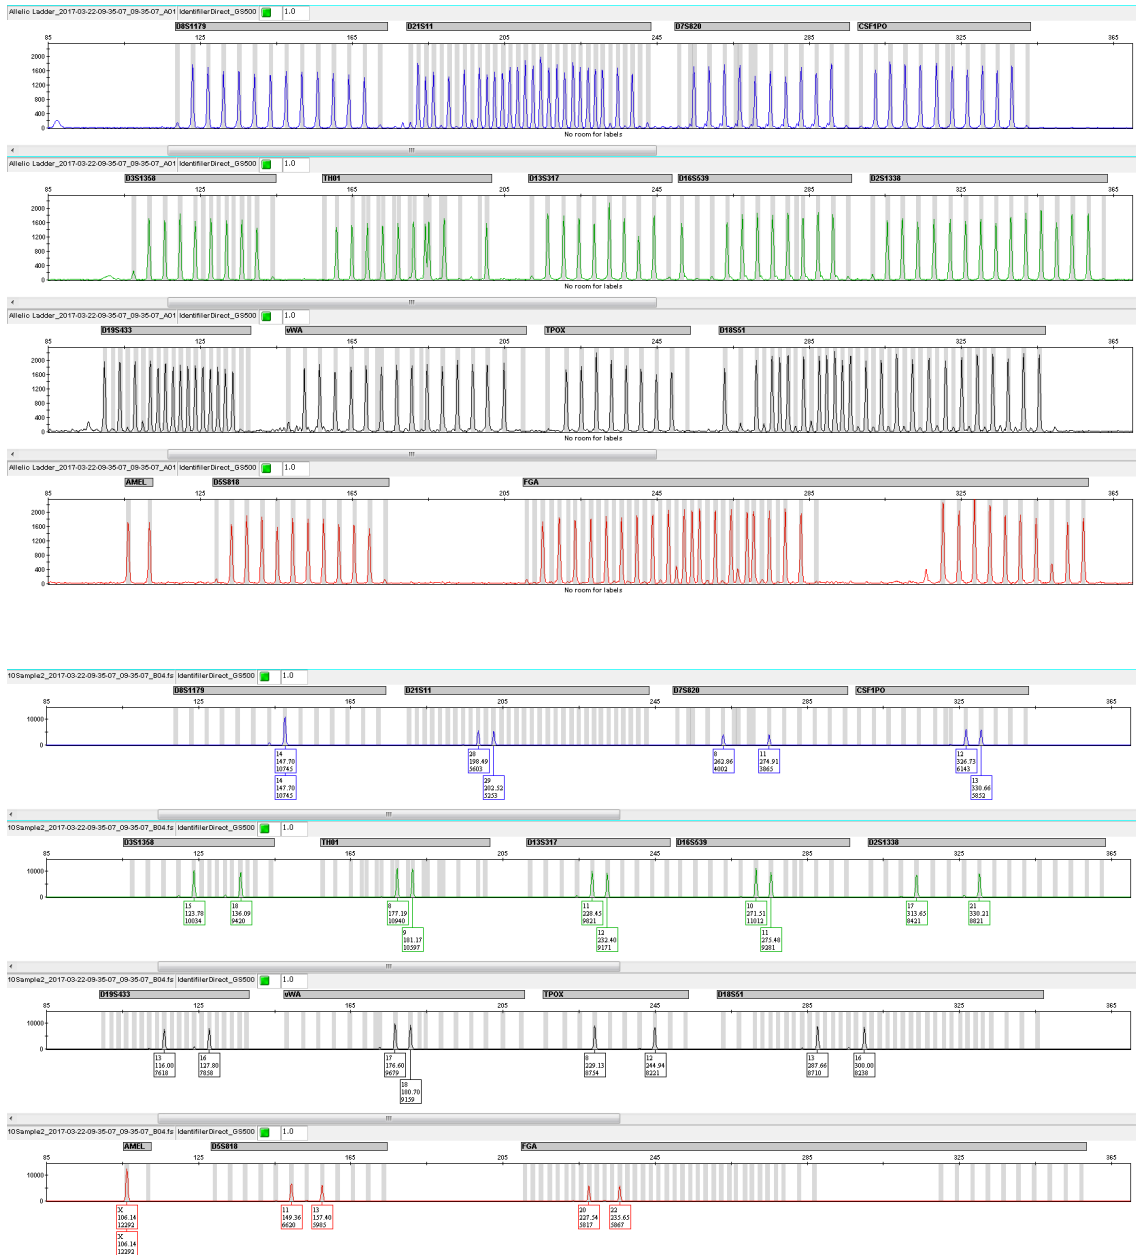 Allelic Ladder_2017-03-22-09-35-07_09-35-07_A01 IdentifilerDirect_GS500 1.0
D8S1179 D21S11 D7S820 CSF1PO
85 125 165 205 245 285 325 365
2000
1600
1200
800
400
0
No room for labels
Allelic Ladder_2017-03-22-09-35-07_09-35-07_A01 IdentifilerDirect_GS500 1.0
D3S1358 TH01 D13S317 D16S539 D2S1338
85 125 165 205 245 285 325 365
2000
1600
1200
800
400
0
No room for labels
Allelic Ladder_2017-03-22-09-35-07_09-35-07_A01 IdentifilerDirect_GS500 1.0
D19S433 vWA TPOX D18S51
85 125 165 205 245 285 325 365
2000
1600
1200
800
400
0
No room for labels
Allelic Ladder_2017-03-22-09-35-07_09-35-07_A01 IdentifilerDirect_GS500 1.0
AMEL D5S818 FGA
85 125 165 205 245 285 325 365
2000
1600
1200
800
400
0
No room for labels
10Sample2_2017-03-22-09-35-07_09-35-07_B04.fs IdentifilerDirect_GS500 1.0
D8S1179 D21S11 D7S820 CSF1PO
85 125 165 205 245 285 325 365
10000
0
14 28 8 11 12
147.70 198.49 262.86 274.91 326.73
10745 5603 4002 3865 6143
14 29 13
147.70 202.52 330.66
10745 5253 5852
10Sample2_2017-03-22-09-35-07_09-35-07_B04.fs IdentifilerDirect_GS500 1.0
D3S1358 TH01 D13S317 D16S539 D2S1338
85 125 165 205 245 285 325 365
10000
0
15 18 8 11 10 17 21
123.78 136.09 177.19 228.45 271.51 313.65 330.21
10034 9420 10940 9821 11012 8421 8821
9 12 11
181.17 232.40 275.48
10597 9171 9281
10Sample2_2017-03-22-09-35-07_09-35-07_B04.fs IdentifilerDirect_GS500 1.0
D19S433 vWA TPOX D18S51
85 125 165 205 245 285 325 365
10000
0
13 16 17 8 12 13 16
116.00 127.80 176.60 229.13 244.94 287.66 300.00
7618 7858 9679 8754 8221 8710 8238
18
180.70
9159
10Sample2_2017-03-22-09-35-07_09-35-07_B04.fs IdentifilerDirect_GS500 1.0
AMEL D5S818 FGA
85 125 165 205 245 285 325 365
10000
0
X 11 13 20 22
106.14 149.36 157.40 227.54 235.65
12292 6620 5985 5817 5867
X
106.14
12292